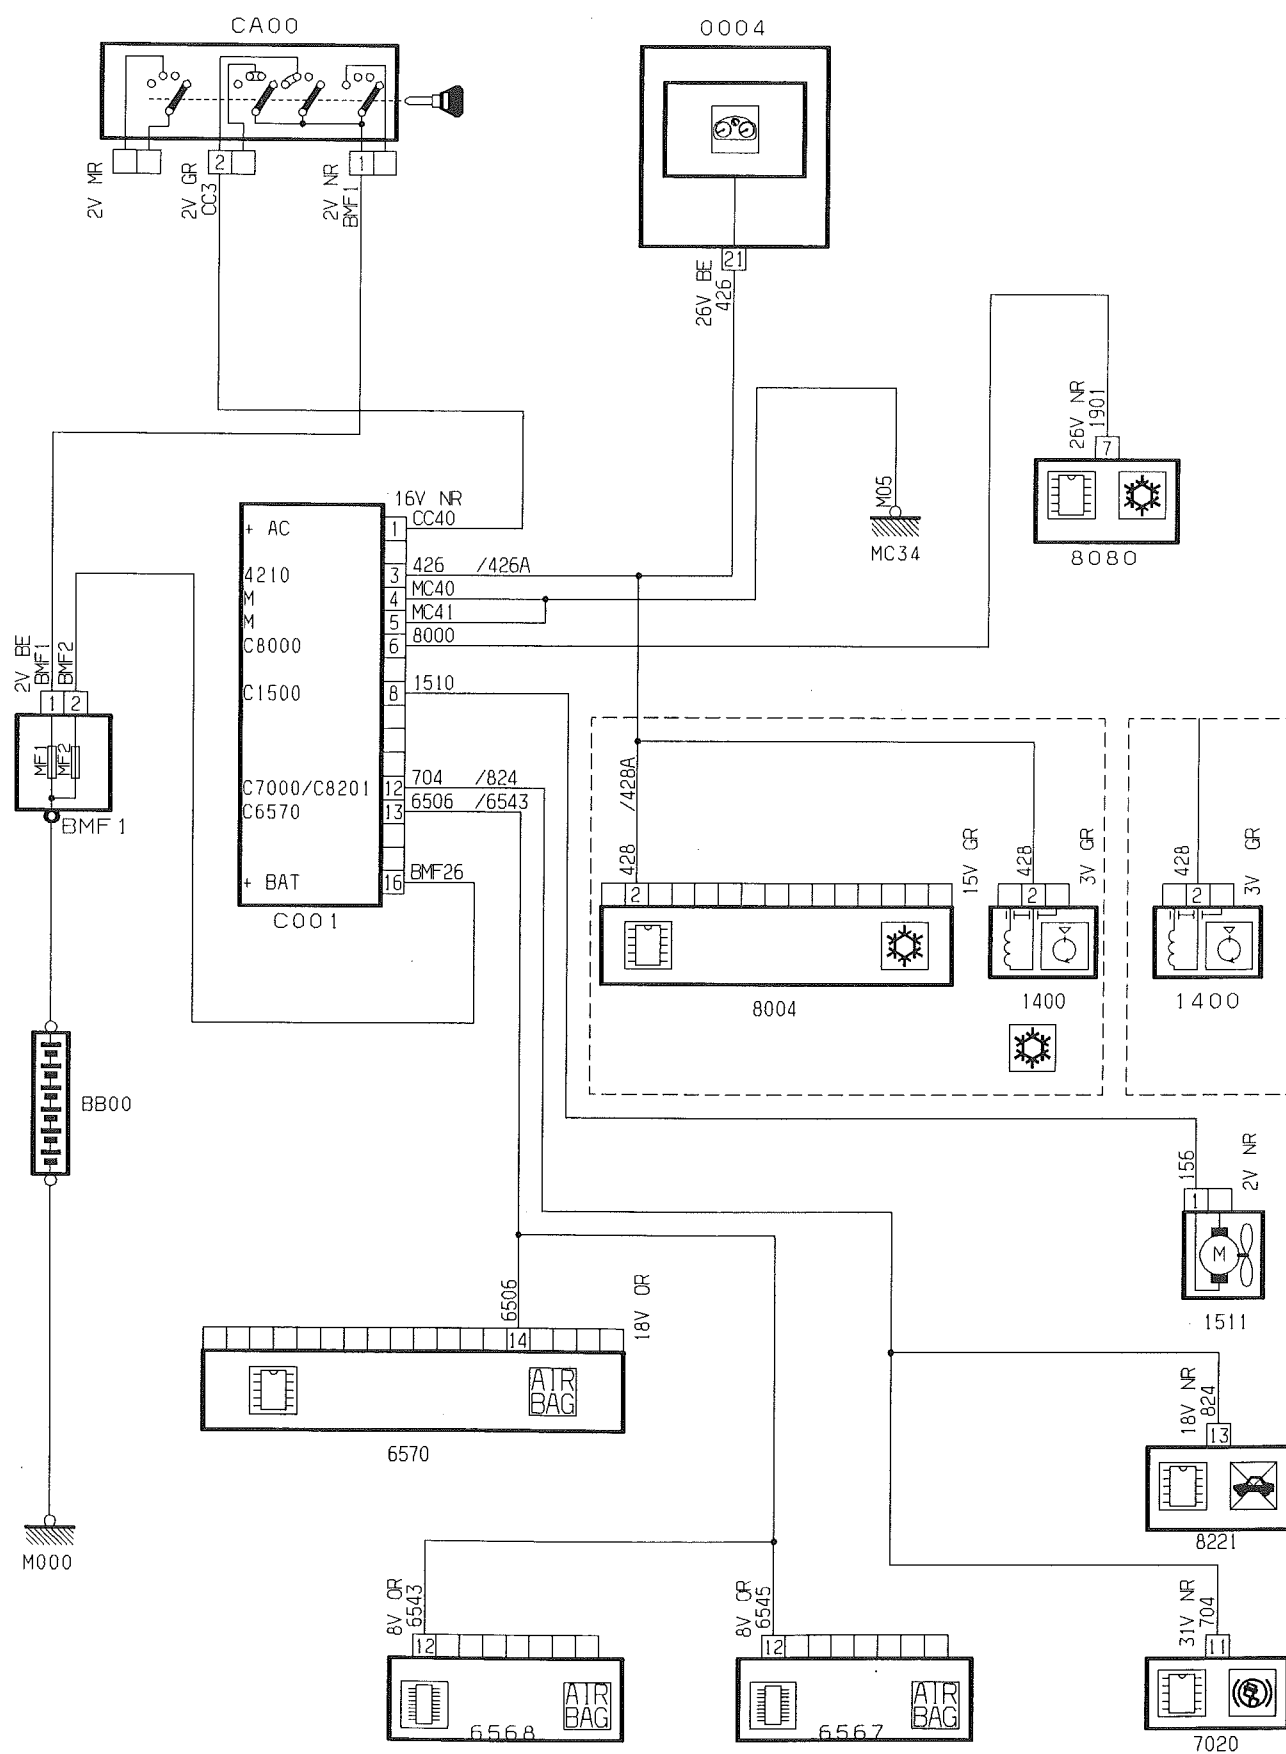 CA00
0004
2V MR
2
2V GR
CC3
1
2V NR
BMF1
21
26V BE
426
26V NR
1901
7
8080
M05
MC34
16V NR
+ AC
1
CC40
4210
3
426 /426A
M
4
MC40
M
5
MC41
C8000
6
8000
C1500
8
1510
C7000/C8201
12
704 /824
C6570
13
6506 /6543
+ BAT
16
BMF26
C001
2V BE
BMF1
BMF2
1
2
MF1
MF2
BMF1
/428A
428
2
15V GR
8004
428
2
3V GR
1400
428
2
3V GR
1400
BB00
156
2V NR
1
M
1511
6506
18V OR
14
AIR
BAG
6570
18V NR
824
13
8221
M000
8V OR
6543
12
AIR
BAG
6568
8V OR
6545
12
AIR
BAG
6567
31V NR
704
11
7020